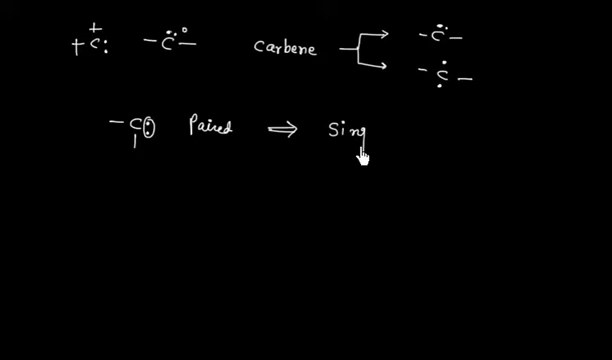 + C + : - C̈ ° - Carbene - C̈ -
- Ċ̣ -
- C : Paired ⇒ Sing